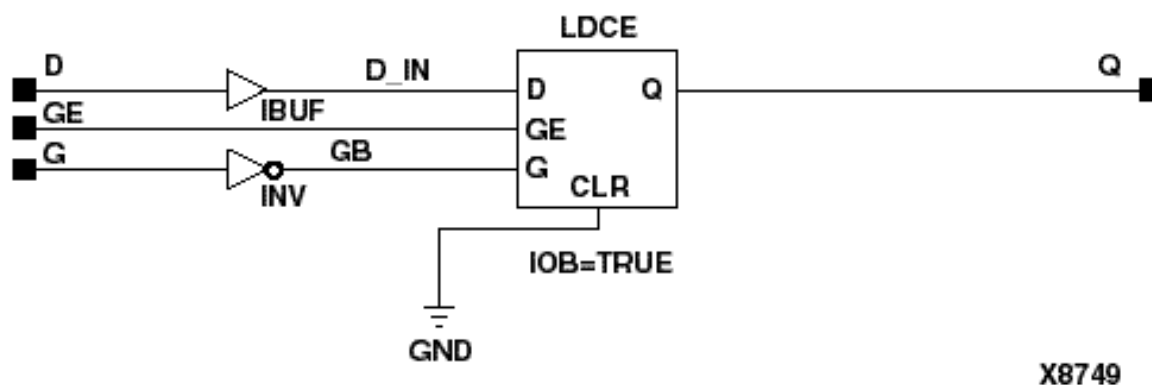 LDCE
D
D_IN
Q
D
Q
IBUF
GE
GE
G
GB
G
INV
CLR
IOB=TRUE
GND
X8749